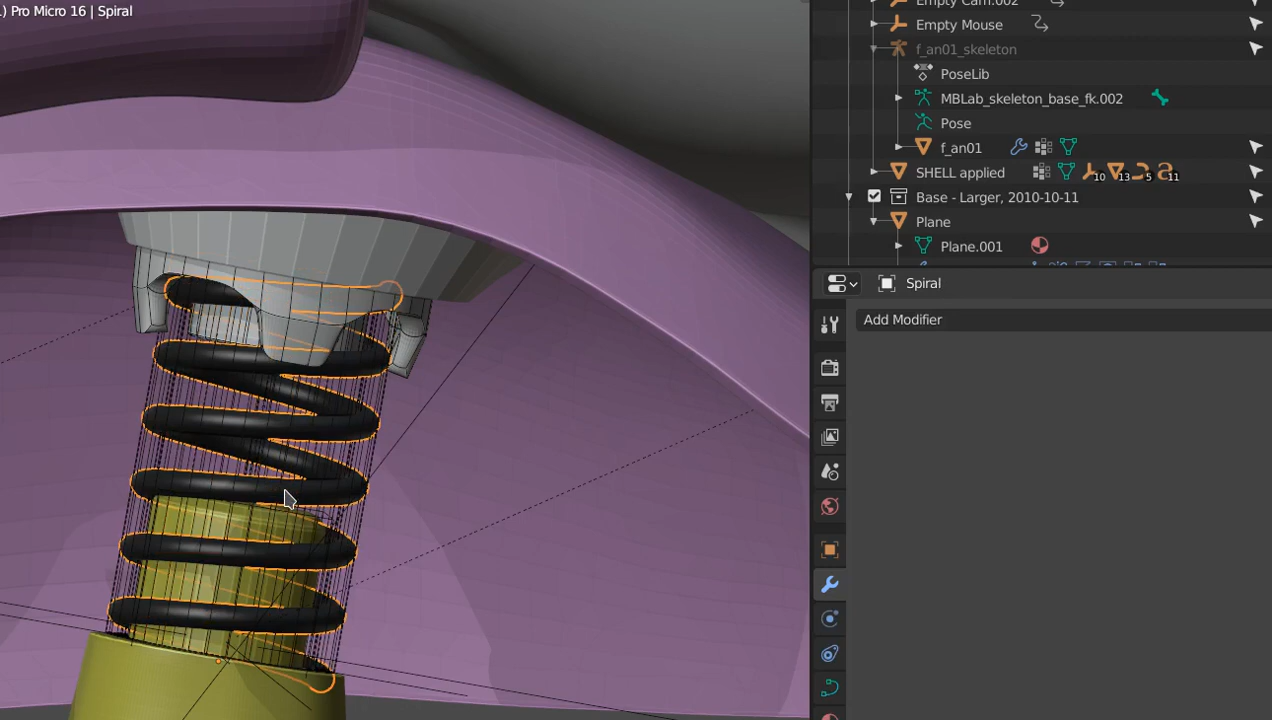 ) Pro Micro 16 | Spiral
Empty Cam.002
Empty Mouse
f_an01_skeleton
PoseLib
MBLab_skeleton_base_fk.002
Pose
f_an01
SHELL applied 10 13 5 11
Base - Larger, 2010-10-11
Plane
Plane.001
Spiral
Add Modifier